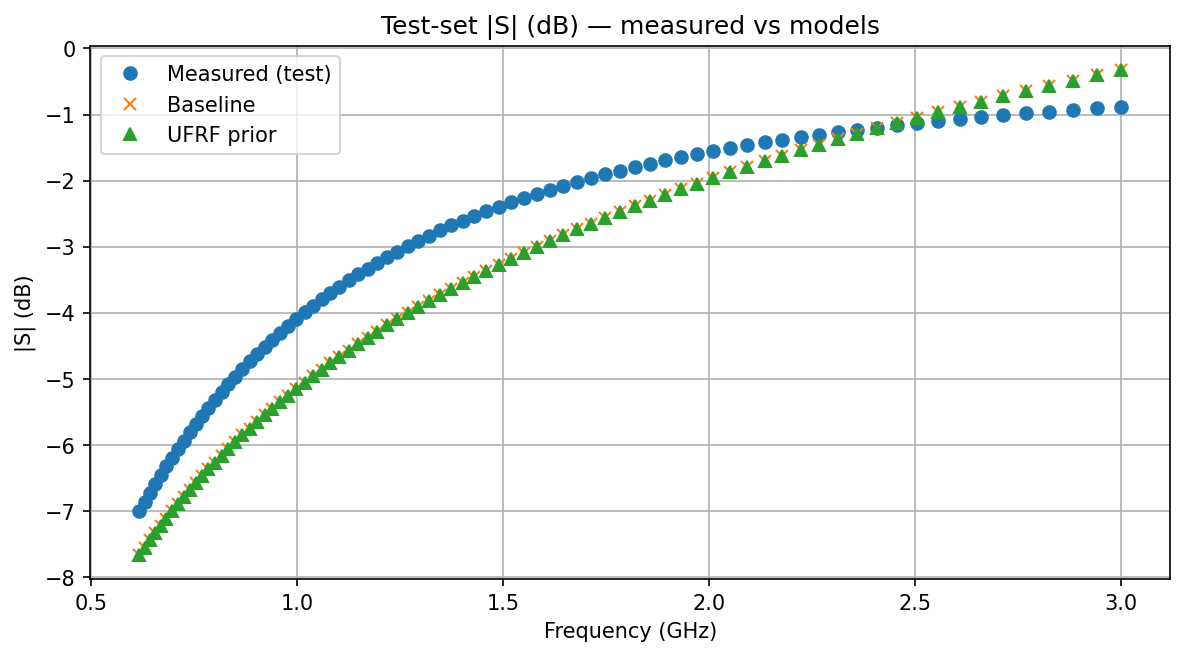 Test-set |S| (dB) — measured vs models
Measured (test)
Baseline
UFRF prior
|S| (dB)
0
−1
−2
−3
−4
−5
−6
−7
−8
0.5
1.0
1.5
2.0
2.5
3.0
Frequency (GHz)